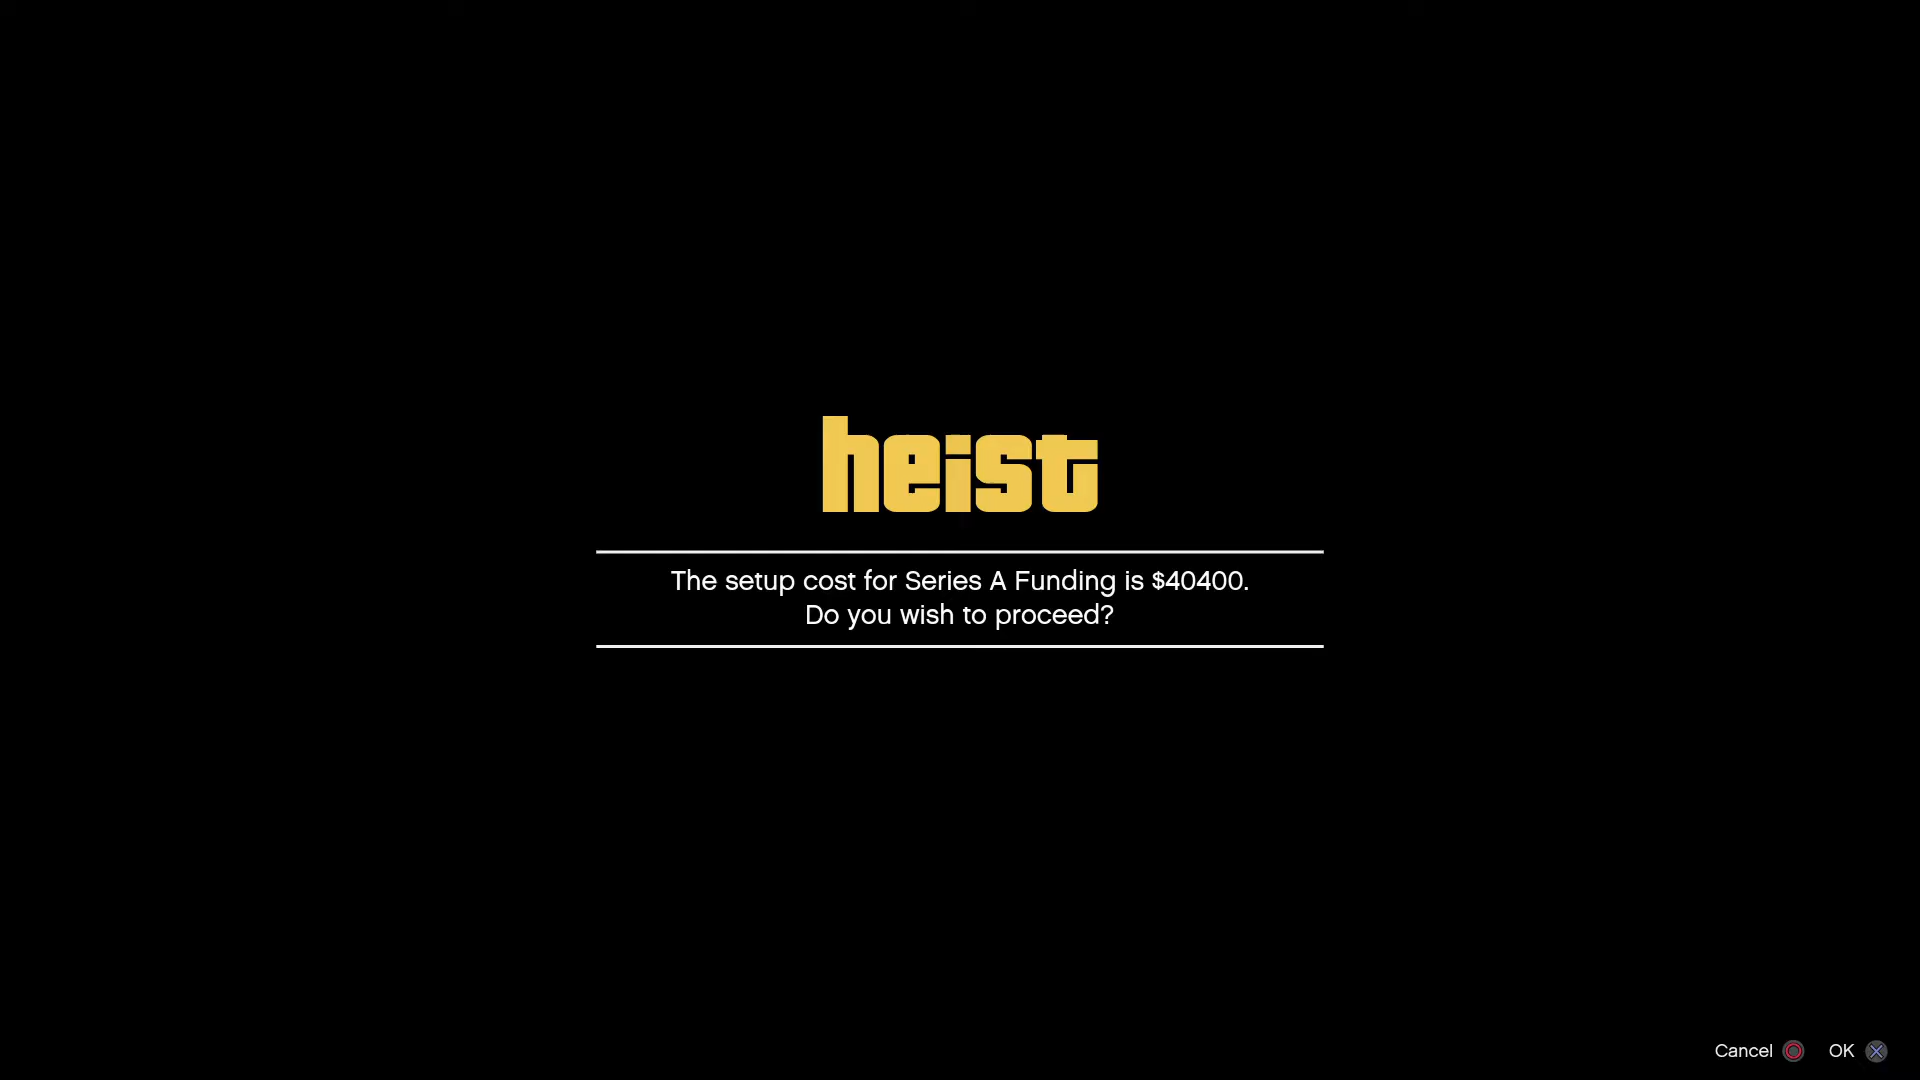 heist
The setup cost for Series A Funding is $40400.
Do you wish to proceed?
Cancel OK